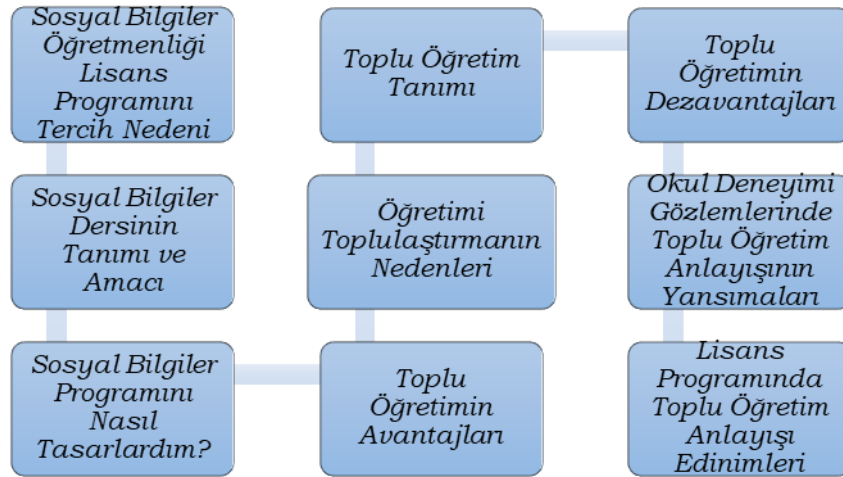 Sosyal Bilgiler
Öğretmenliği
Lisans
Programını
Tercih Nedeni
Sosyal Bilgiler
Dersinin
Tanımı ve
Amacı
Sosyal Bilgiler
Programını
Nasıl
Tasarlardım?
Toplu
Öğretimin
Avantajları
Öğretimi
Toplulaştırmanın
Nedenleri
Toplu Öğretim
Tanımı
Toplu
Öğretimin
Dezavantajları
Okul Deneyimi
Gözlemlerinde
Toplu Öğretim
Anlayışının
Yansımaları
Lisans
Programında
Toplu Öğretim
Anlayışı
Edinimleri